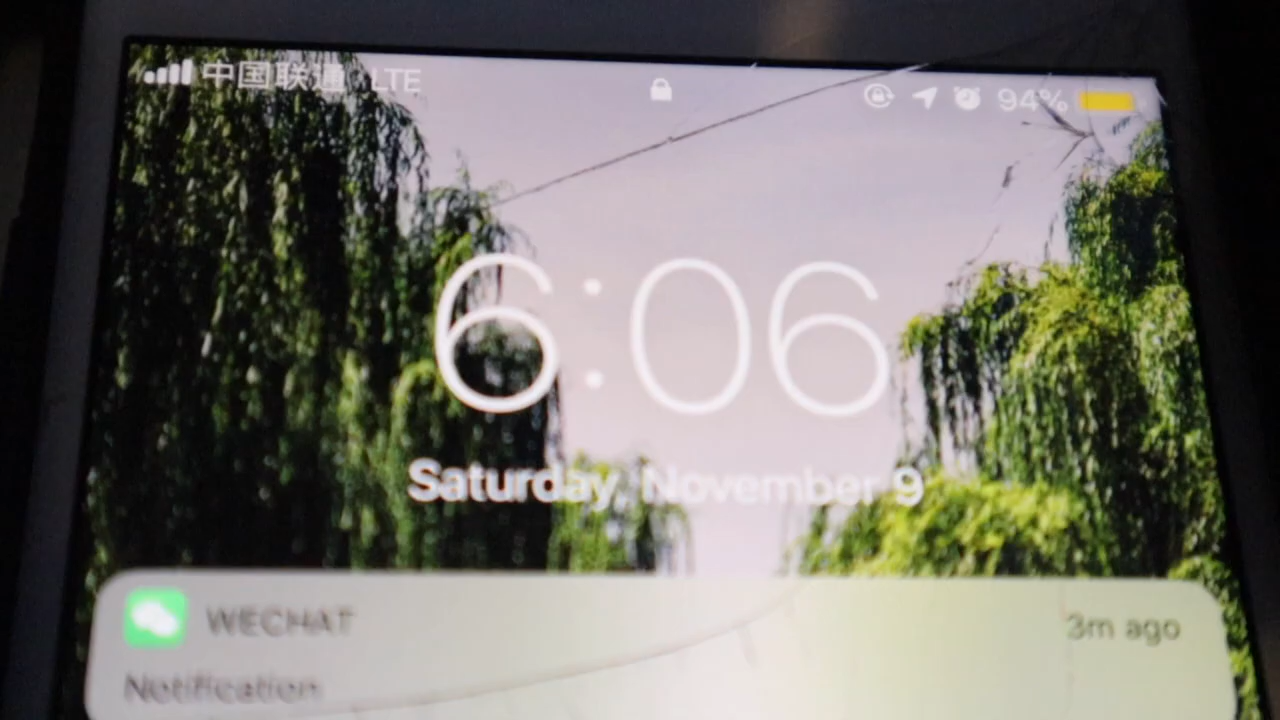 中国联通 LTE 94%
6:06
Saturday, November 9
WECHAT 3m ago
Notification